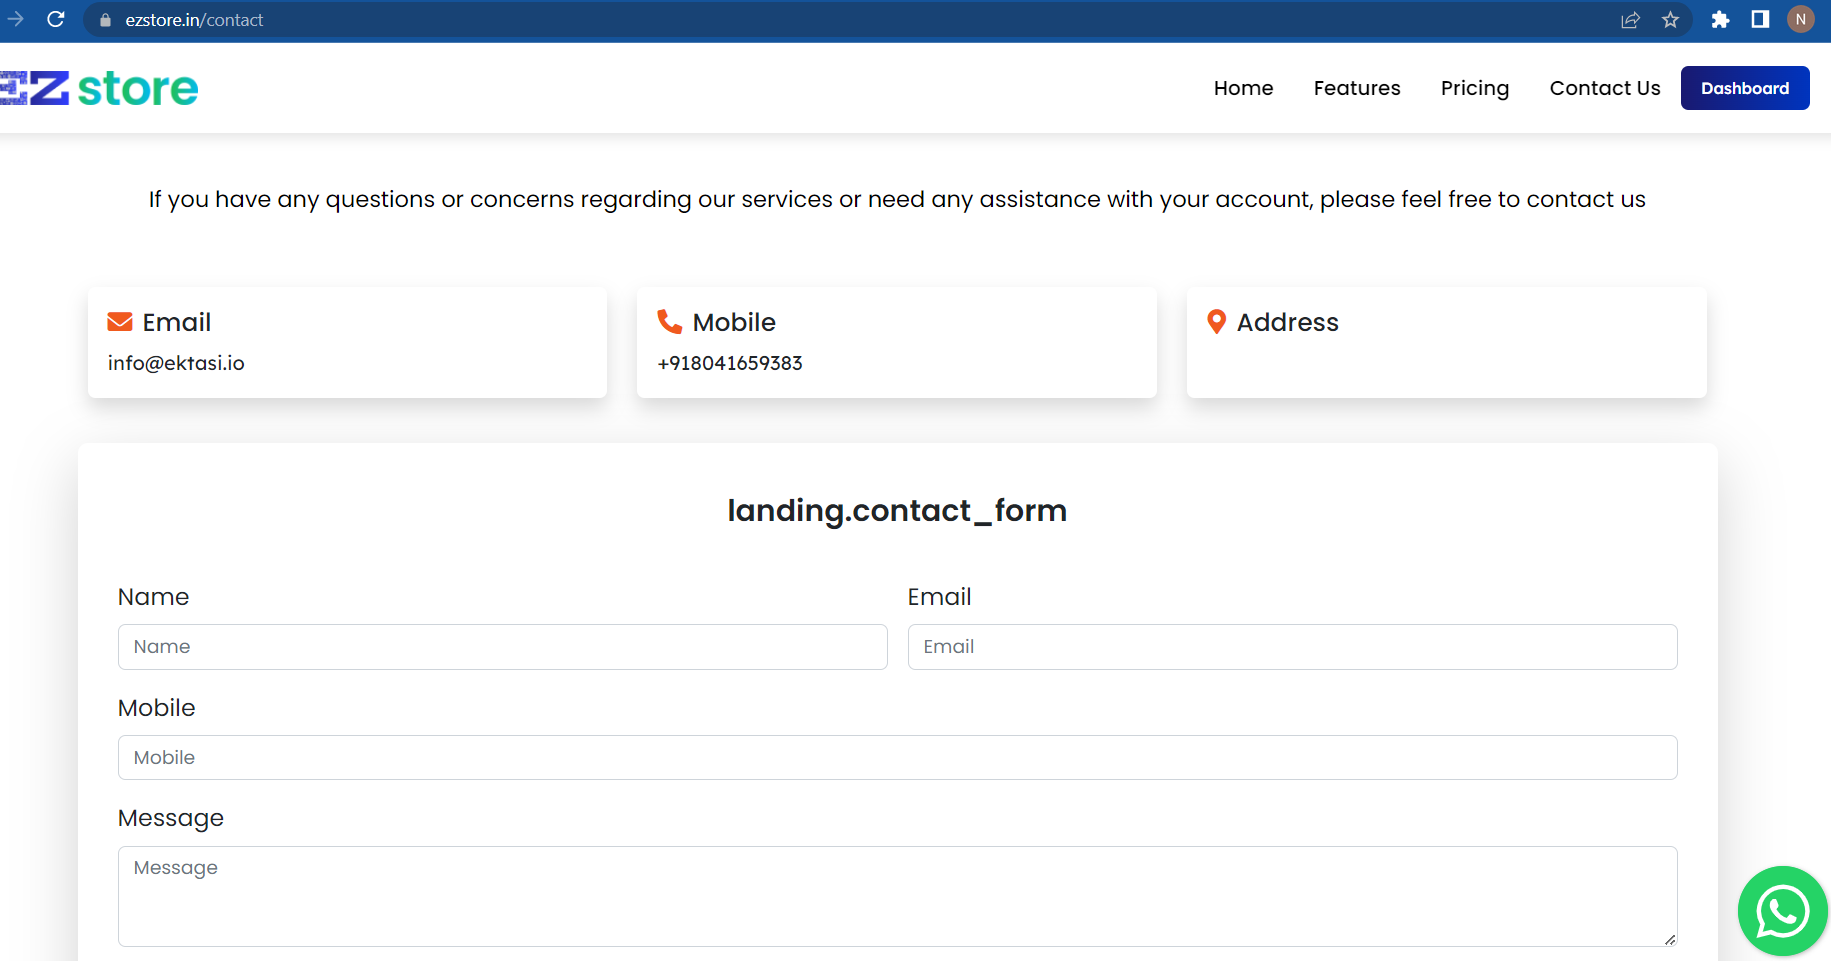 ezstore.in/contact
N
EZ store
Home
Features
Pricing
Contact Us
Dashboard
If you have any questions or concerns regarding our services or need any assistance with your account, please feel free to contact us
Email
info@ektasi.io
Mobile
+918041659383
Address
landing.contact_form
Name
Name
Email
Email
Mobile
Mobile
Message
Message